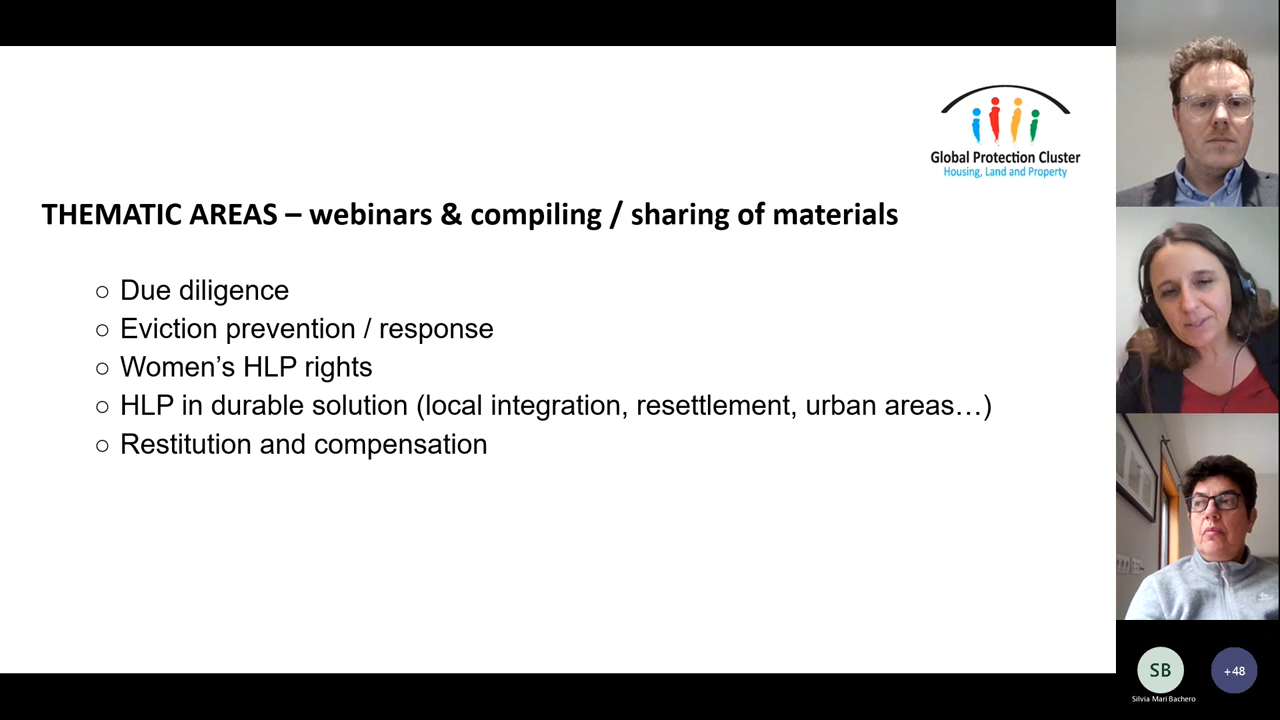 Global Protection Cluster
Housing, Land and Property
THEMATIC AREAS – webinars & compiling / sharing of materials
○ Due diligence
○ Eviction prevention / response
○ Women’s HLP rights
○ HLP in durable solution (local integration, resettlement, urban areas…)
○ Restitution and compensation
SB
+48
Silvia Mari Bachero